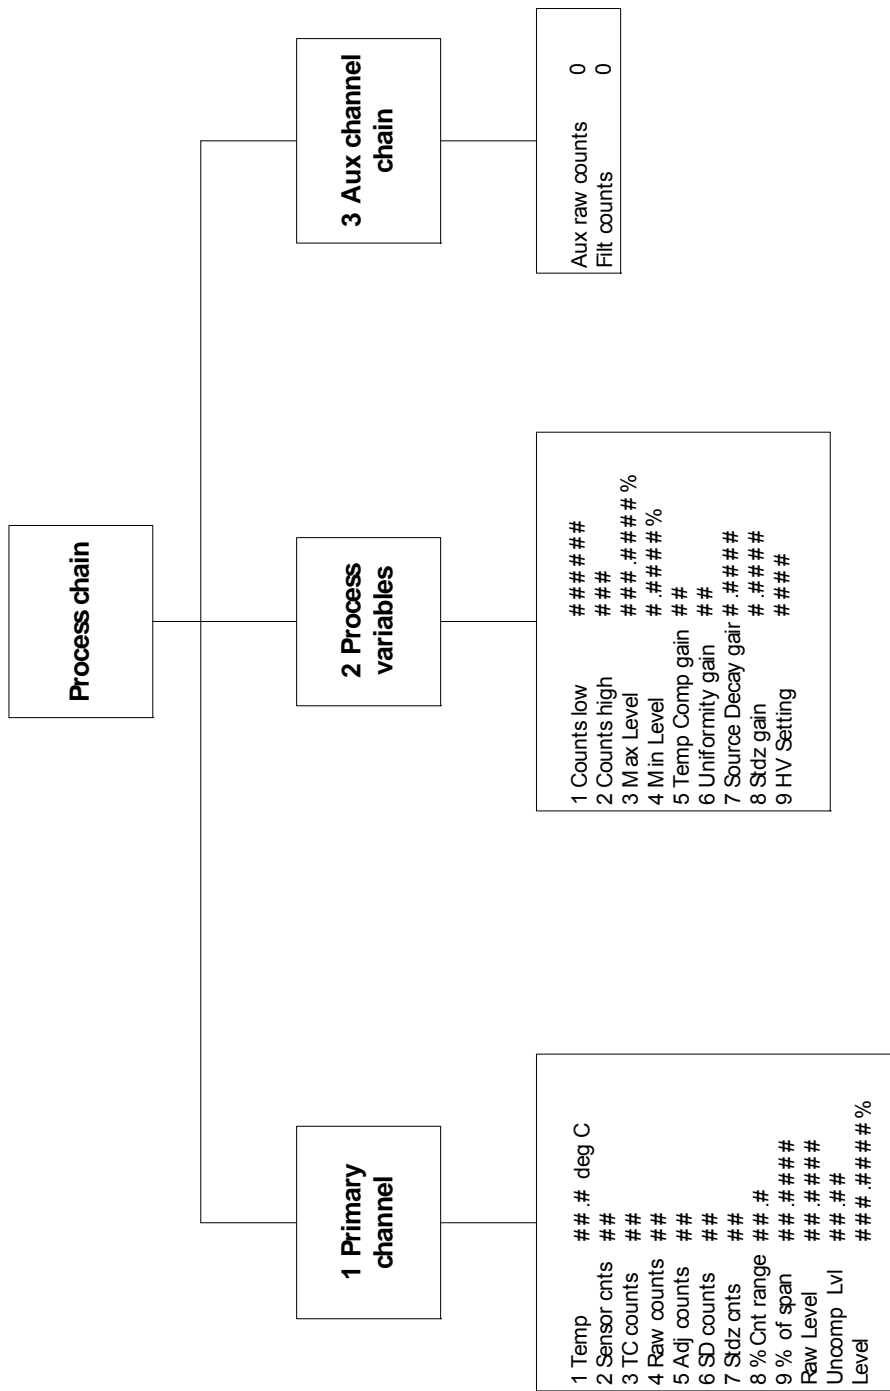 Process chain
1 Primary
channel
2 Process
variables
3 Aux channel
chain
1 Temp ##.# deg C
2 Sensor cnts ##
3 TC counts ##
4 Raw counts ##
5 Adj counts ##
6 SD counts ##
7 Stdz cnts ##
8 % Cnt range ##.#
9 % of span ##.####
Raw Level ##.####
Uncomp Lvl ##.##
Level ###.####%
1 Counts low ######
2 Counts high ###
3 Max Level ###.####%
4 Min Level #.####%
5 Temp Comp gain ##
6 Uniformity gain ##
7 Source Decay gair #.####
8 Stdz gain #.####
9 HV Setting ####
Aux raw counts 0
Filt counts 0